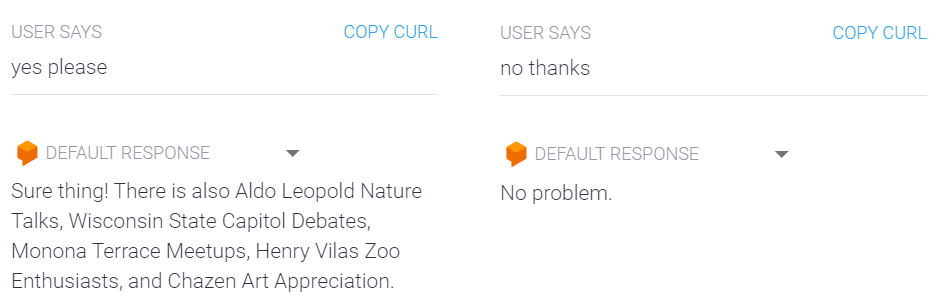 USER SAYS
COPY CURL
yes please
DEFAULT RESPONSE
Sure thing! There is also Aldo Leopold Nature
Talks, Wisconsin State Capitol Debates,
Monona Terrace Meetups, Henry Vilas Zoo
Enthusiasts, and Chazen Art Appreciation.
USER SAYS
COPY CURL
no thanks
DEFAULT RESPONSE
No problem.